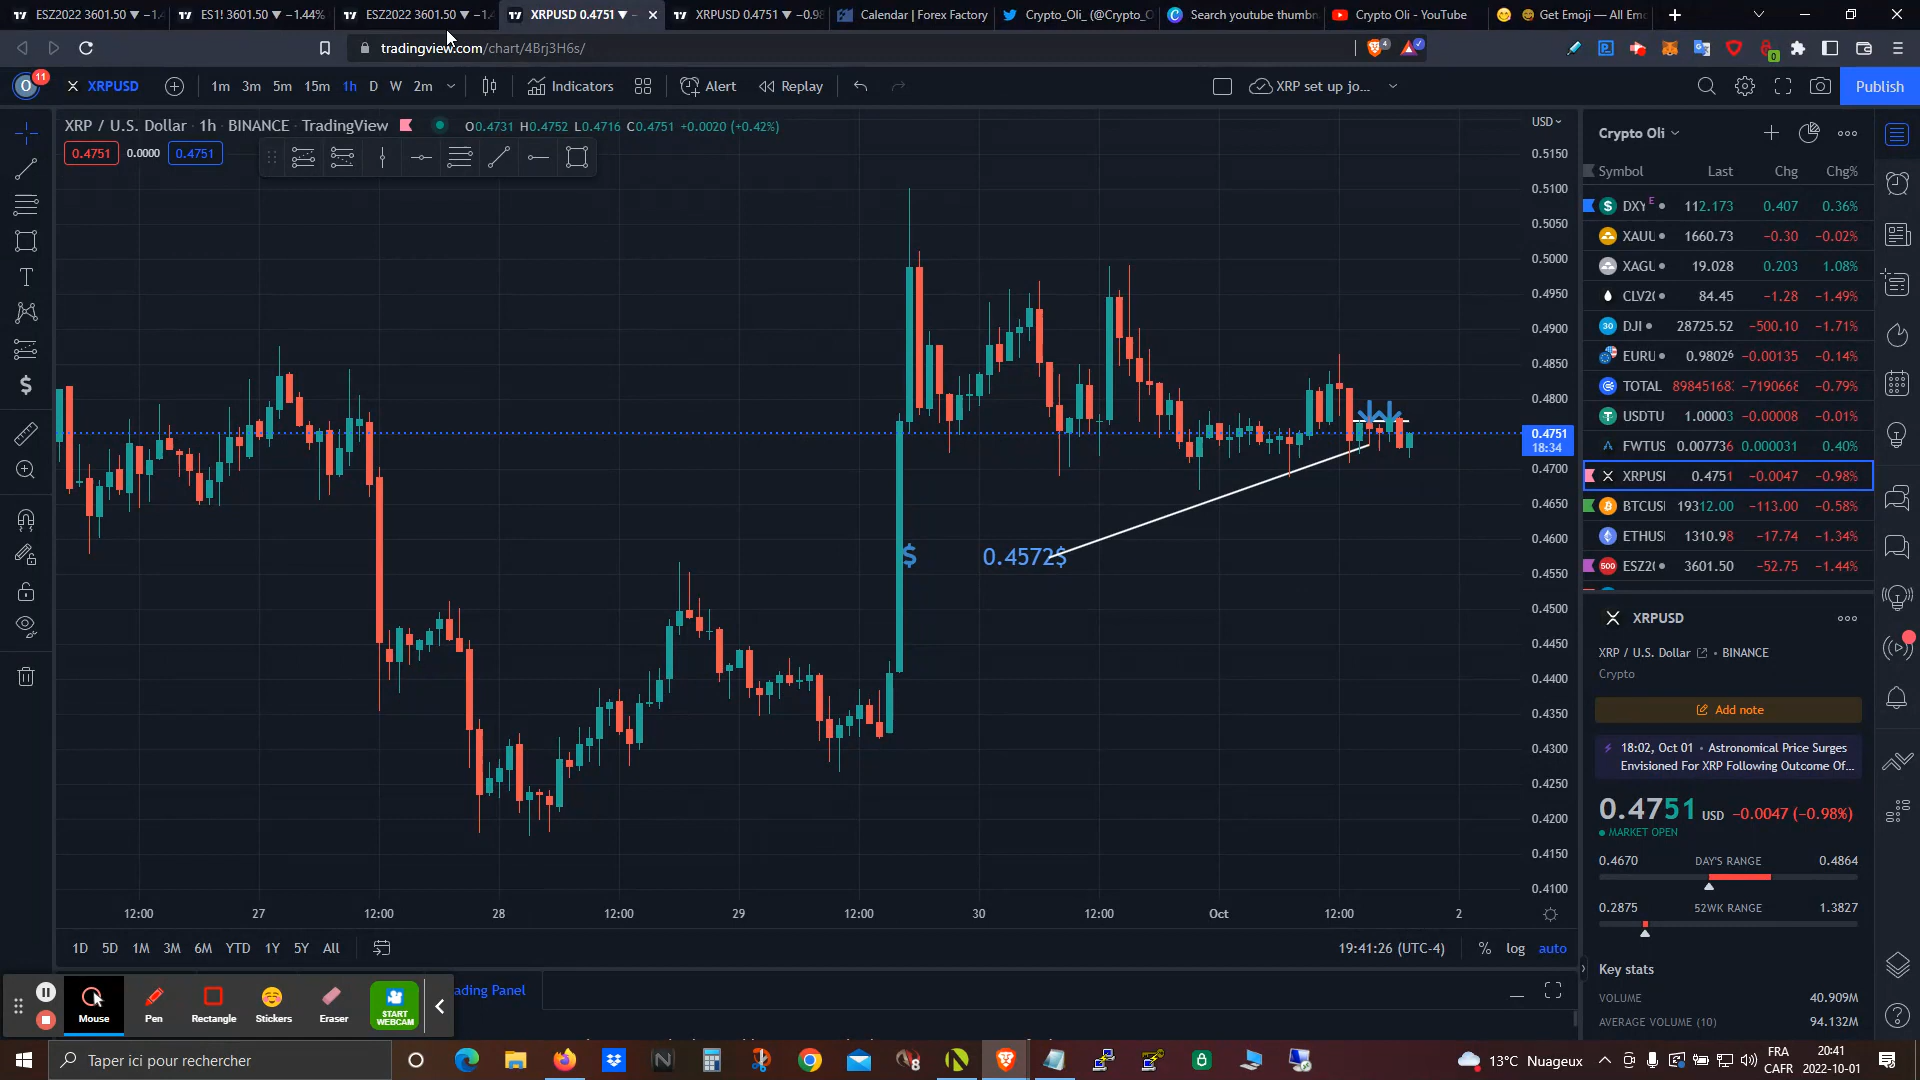 ESZ2022 3601.50 ▼ −1.
ES1! 3601.50 ▼ −1.44%
ESZ2022 3601.50 ▼ −1.
XRPUSD 0.4751 ▼ −
XRPUSD 0.4751 ▼ −0.98
Calendar | Forex Factory
Crypto_Oli_ (@Crypto_O
Search youtube thumbn
Crypto Oli - YouTube
Get Emoji — All Em
tradingview.com/chart/4Brj3H6s/
O 11
XRPUSD
1m 3m 5m 15m 1h D W 2m
Indicators
Alert
Replay
XRP set up jo...
Publish
XRP / U.S. Dollar · 1h · BINANCE · TradingView
O0.4731 H0.4752 L0.4716 C0.4751 +0.0020 (+0.42%)
0.4751 0.0000 0.4751
USD
0.5150
0.5100
0.5050
0.5000
0.4950
0.4900
0.4850
0.4800
0.4751
18:34
0.4700
0.4650
0.4600
0.4550
0.4500
0.4450
0.4400
0.4350
0.4300
0.4250
0.4200
0.4150
0.4100
$ 0.4572$
12:00 27 12:00 28 12:00 29 12:00 30 12:00 Oct 12:00 2
1D 5D 1M 3M 6M YTD 1Y 5Y All
19:41:26 (UTC-4) % log auto
Crypto Oli
Symbol Last Chg Chg%
DXY E 112.173 0.407 0.36%
XAUU 1660.73 −0.30 −0.02%
XAGU 19.028 0.203 1.08%
CLV20 84.45 −1.28 −1.49%
DJI 28725.52 −500.10 −1.71%
EURU 0.98026 −0.00135 −0.14%
TOTAL 89845168 −7190668 −0.79%
USDTU 1.00003 −0.00008 −0.01%
FWTUS 0.007736 0.000031 0.40%
XRPUSI 0.4751 −0.0047 −0.98%
BTCUSI 19312.00 −113.00 −0.58%
ETHUSI 1310.98 −17.74 −1.34%
ESZ20 3601.50 −52.75 −1.44%
XRPUSD
XRP / U.S. Dollar • BINANCE
Crypto
Add note
18:02, Oct 01 • Astronomical Price Surges
Envisioned For XRP Following Outcome Of...
0.4751 USD −0.0047 (−0.98%)
MARKET OPEN
0.4670 DAY'S RANGE 0.4864
0.2875 52WK RANGE 1.3827
Key stats
VOLUME 40.909M
AVERAGE VOLUME (10) 94.132M
ading Panel
Mouse
Pen
Rectangle
Stickers
Eraser
START
WEBCAM
Taper ici pour rechercher
13°C Nuageux
FRA
CAFR
20:41
2022-10-01